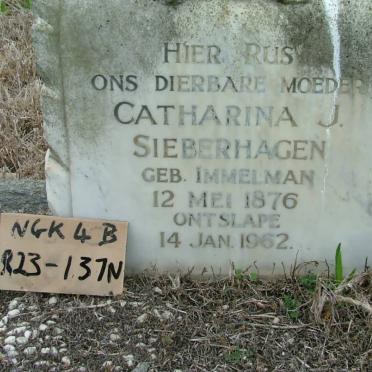 HIER RUS
ONS DIERBARE MOEDER
CATHARINA J.
SIEBERHAGEN
GEB. IMMELMAN
12 MEI 1876
ONTSLAPE
14 JAN. 1962.
NGK 4 B
R23-137N